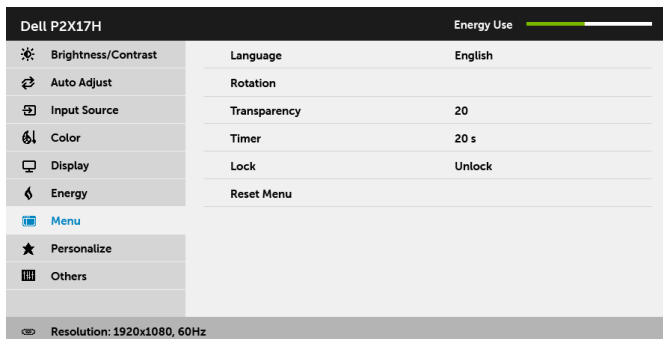 Dell P2X17H Energy Use
Brightness/Contrast Language English
Auto Adjust Rotation
Input Source Transparency 20
Color Timer 20 s
Display Lock Unlock
Energy Reset Menu
Menu
Personalize
Others
Resolution: 1920x1080, 60Hz